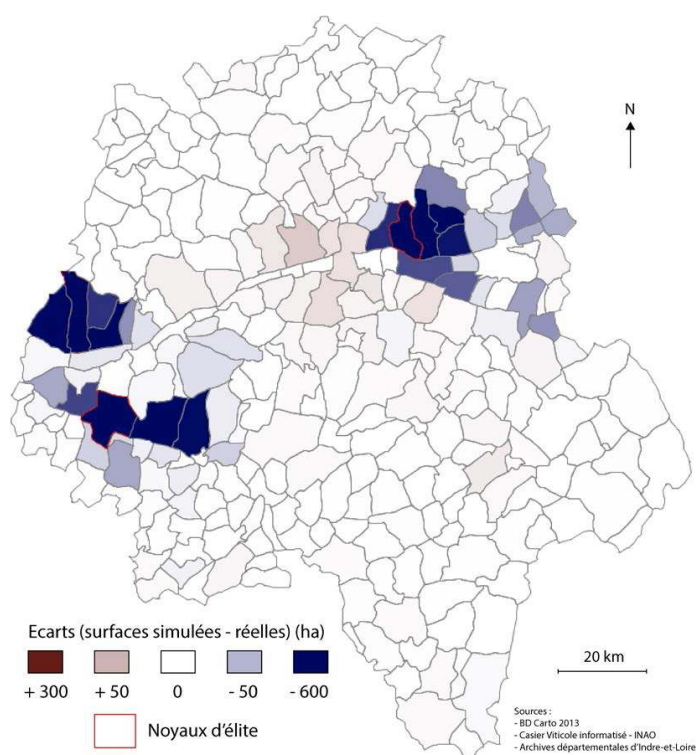 N
Ecarts (surfaces simulées - réelles) (ha)
+ 300 + 50 0 - 50 - 600
Noyaux d'élite
20 km
Sources :
- BD Carto 2013
- Casier Viticole informatisé - INAO
- Archives départementales d'Indre-et-Loire